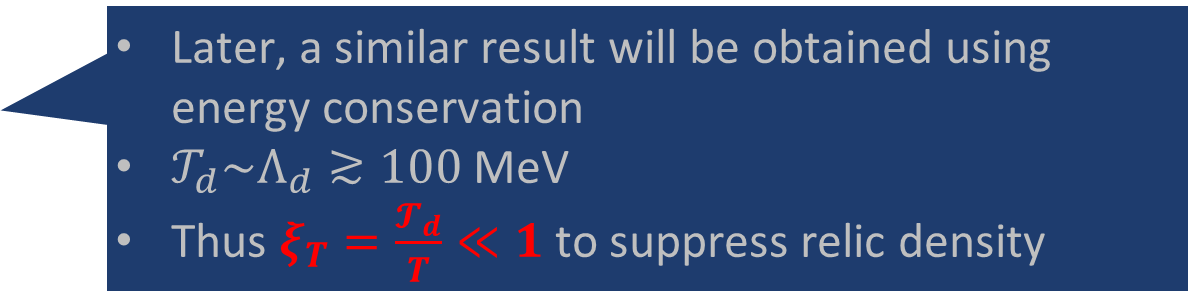 • Later, a similar result will be obtained using
energy conservation
• 𝒯_d~Λ_d ≳ 100 MeV
• Thus ξ_T = 𝒯_d/T ≪ 1 to suppress relic density